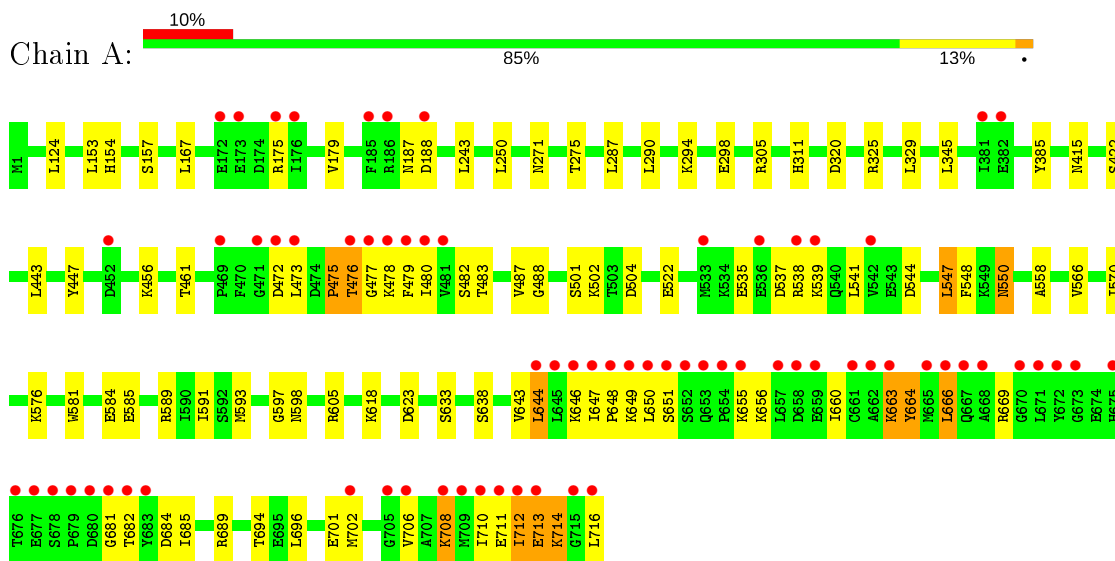 10%
Chain A:
85% 13% •
M1 L124 L153 H154 S157 L167 E172 E173 D174 R175 I176 V179 F185 R186 N187 D188 L243 L250 N271 T275 L287 L290 K294 E298 R305 H311 D320 R325 L329 L345 I381 E382 Y385 N415
L443 Y447 D452 K456 T461 P469 F470 G471 D472 L473 D474 P475 T476 G477 K478 F479 I480 V481 S482 T483 V487 G488 S501 K502 T503 D504 E522 M533 K534 E535 E536 D537 R538 K539 Q540 L541 V542 E543 D544 L547 F548 K549 N550 A558 V566 I570
K576 W581 E584 E585 R589 I590 I591 S592 M593 G597 N598 R605 K618 D623 S633 S638 V643 L644 L645 K646 I647 P648 K649 L650 S651 S652 Q653 P654 K655 K656 L657 D658 E659 I660 C661 A662 K663 Y664 M665 L666 Q667 A668 R669 G670 L671 Y672 G673 E674
T676 E677 S678 P679 D680 G681 T682 Y683 D684 I685 R689 T694 E695 L696 E701 M702 G705 V706 A707 K708 M709 I710 E711 I712 E713 K714 G715 L716